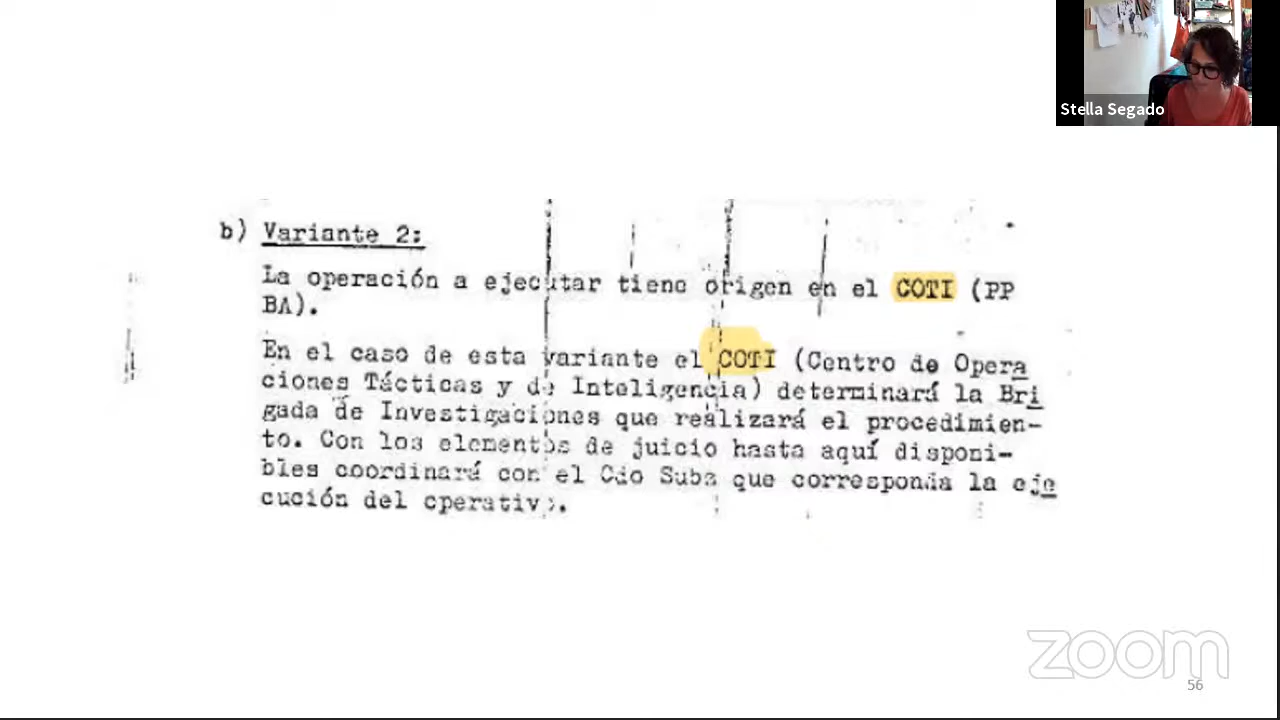 Stella Segado
b) Variante 2:
La operación a ejecutar tiene origen en el COTI (PP
BA).
En el caso de esta variante el COTI (Centro de Opera
ciones Tácticas y de Inteligencia) determinará la Bri
gada de Investigaciones que realizará el procedimien-
to. Con los elementos de juicio hasta aquí disponi-
bles coordinará con el Cdo Suba que corresponda la eje
cución del operativo.
zoom
56